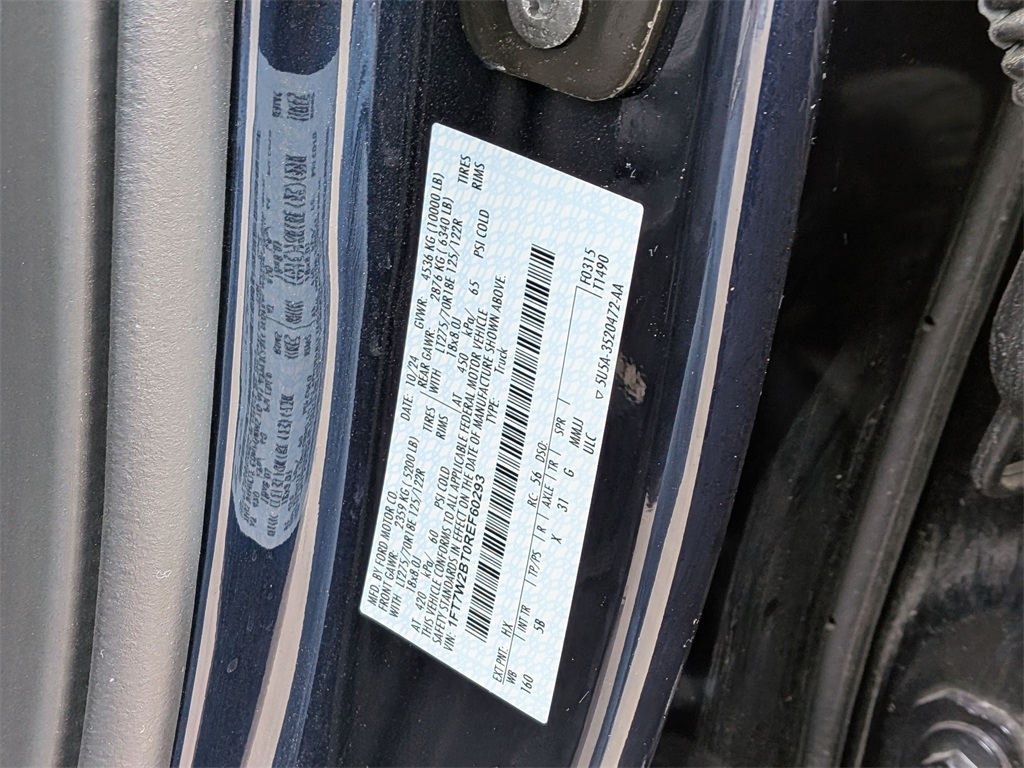 MFD. BY FORD MOTOR CO. DATE: 10/24 GVWR: 4536 KG (10000 LB)
FRONT GAWR: 2359 KG (5200 LB) REAR GAWR: 2876 KG (6340 LB)
WITH LT275/70R18E 125/122R TIRES WITH LT275/70R18E 125/122R TIRES
18x8.0J RIMS 18x8.0J RIMS
AT 420 kPa/ 60 PSI COLD AT 450 kPa/ 65 PSI COLD
THIS VEHICLE CONFORMS TO ALL APPLICABLE FEDERAL MOTOR VEHICLE
SAFETY STANDARDS IN EFFECT ON THE DATE OF MANUFACTURE SHOWN ABOVE.
VIN: 1FT7W2BT0REF60293 TYPE: Truck
EXT PNT: HX RC: 56 DSO: F0315
WB INT TR TP/PS R AXLE TR SPR T1490
160 SB X 31 G MMUJ
ULC ▽ 5U5A-3520472-AA